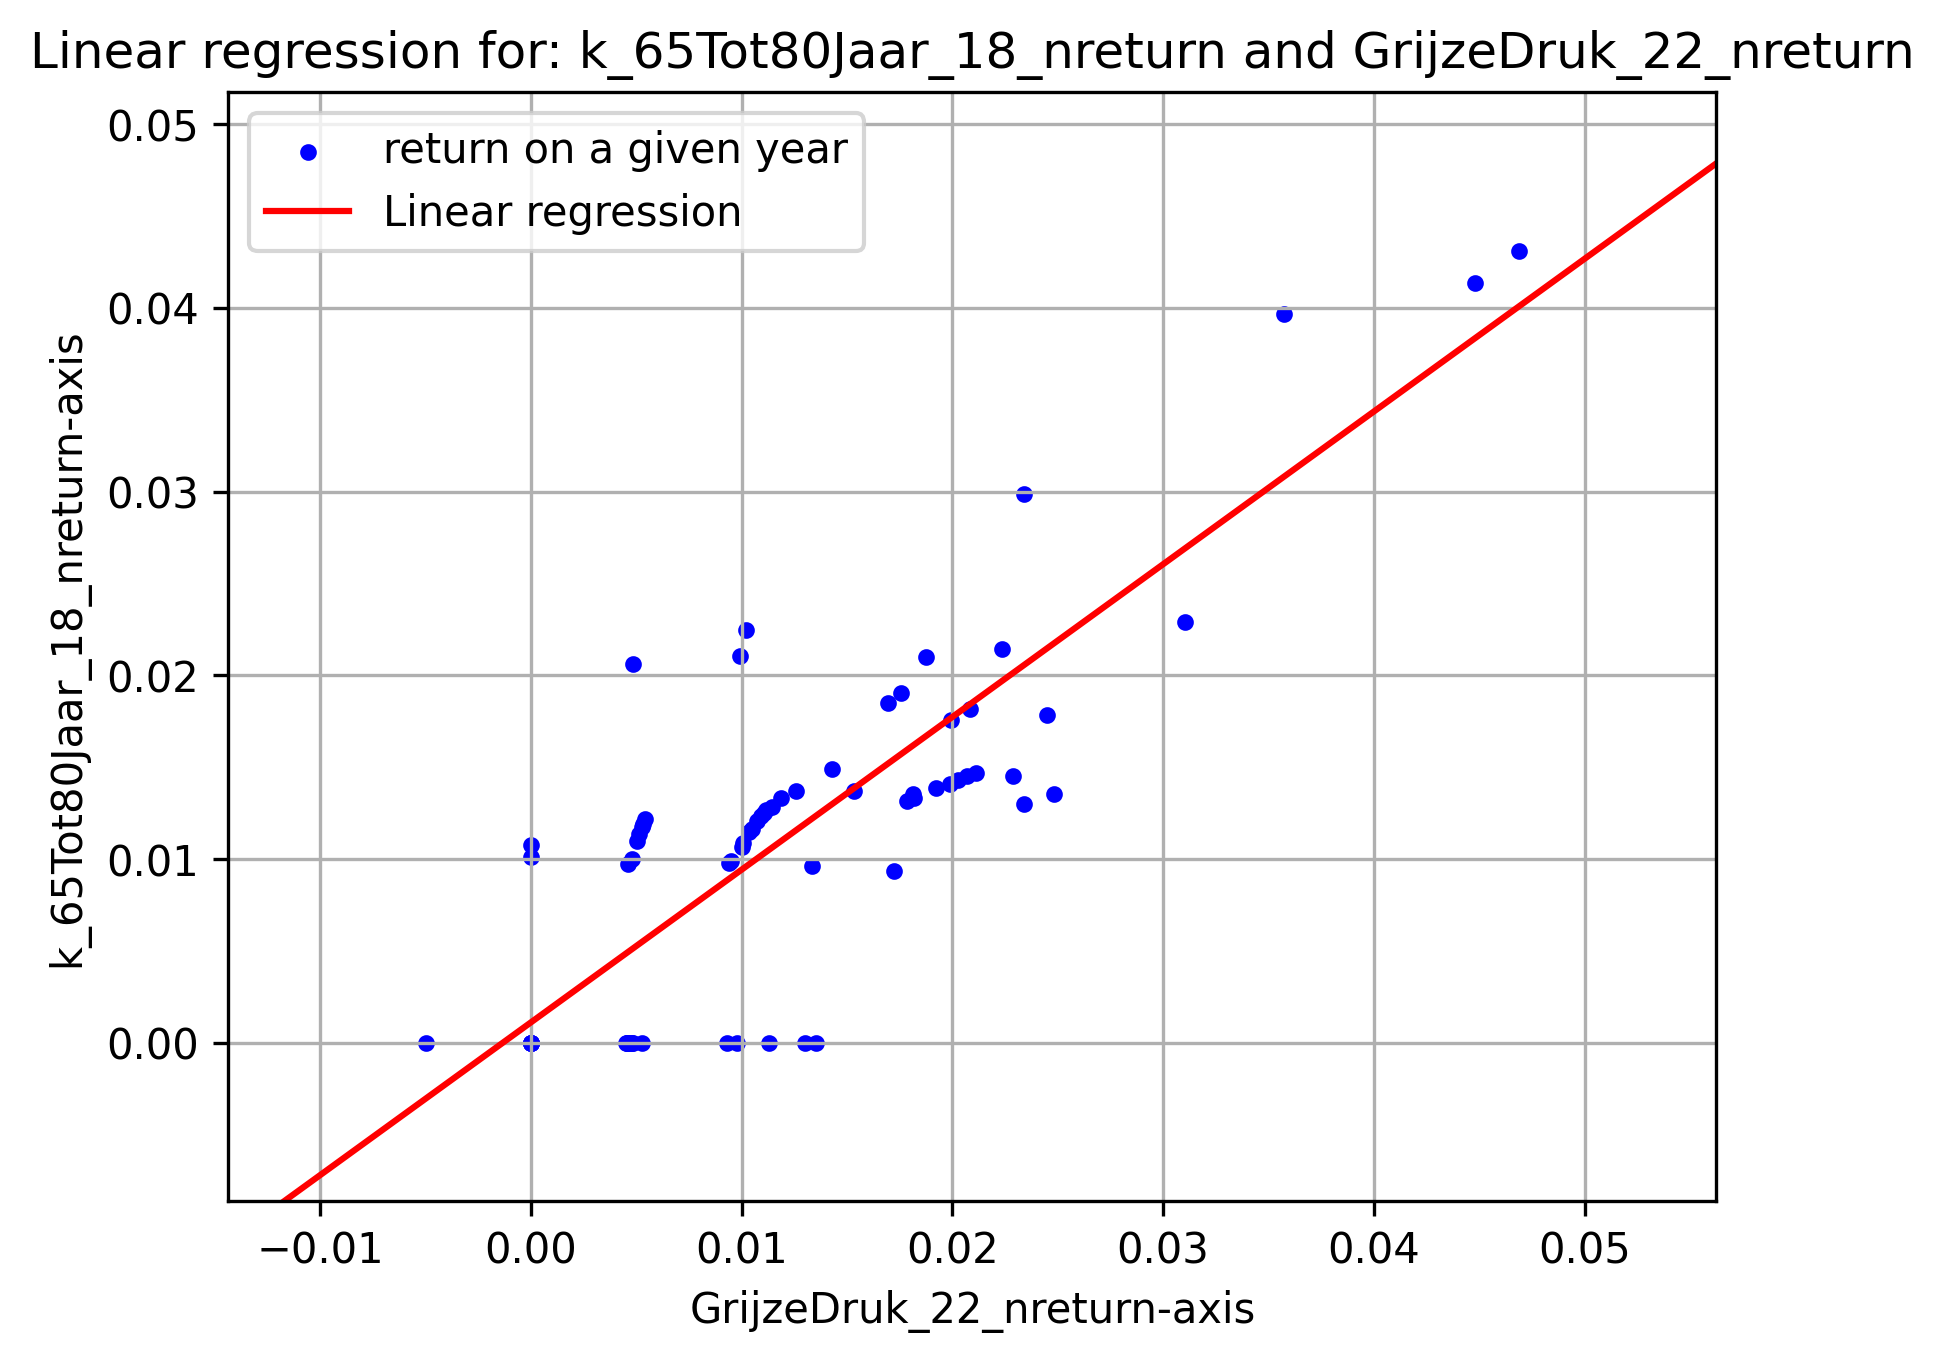 Linear regression for: k_65Tot80Jaar_18_nreturn and GrijzeDruk_22_nreturn
return on a given year
Linear regression
k_65Tot80Jaar_18_nreturn-axis
0.05
0.04
0.03
0.02
0.01
0.00
−0.01
0.00
0.01
0.02
0.03
0.04
0.05
GrijzeDruk_22_nreturn-axis